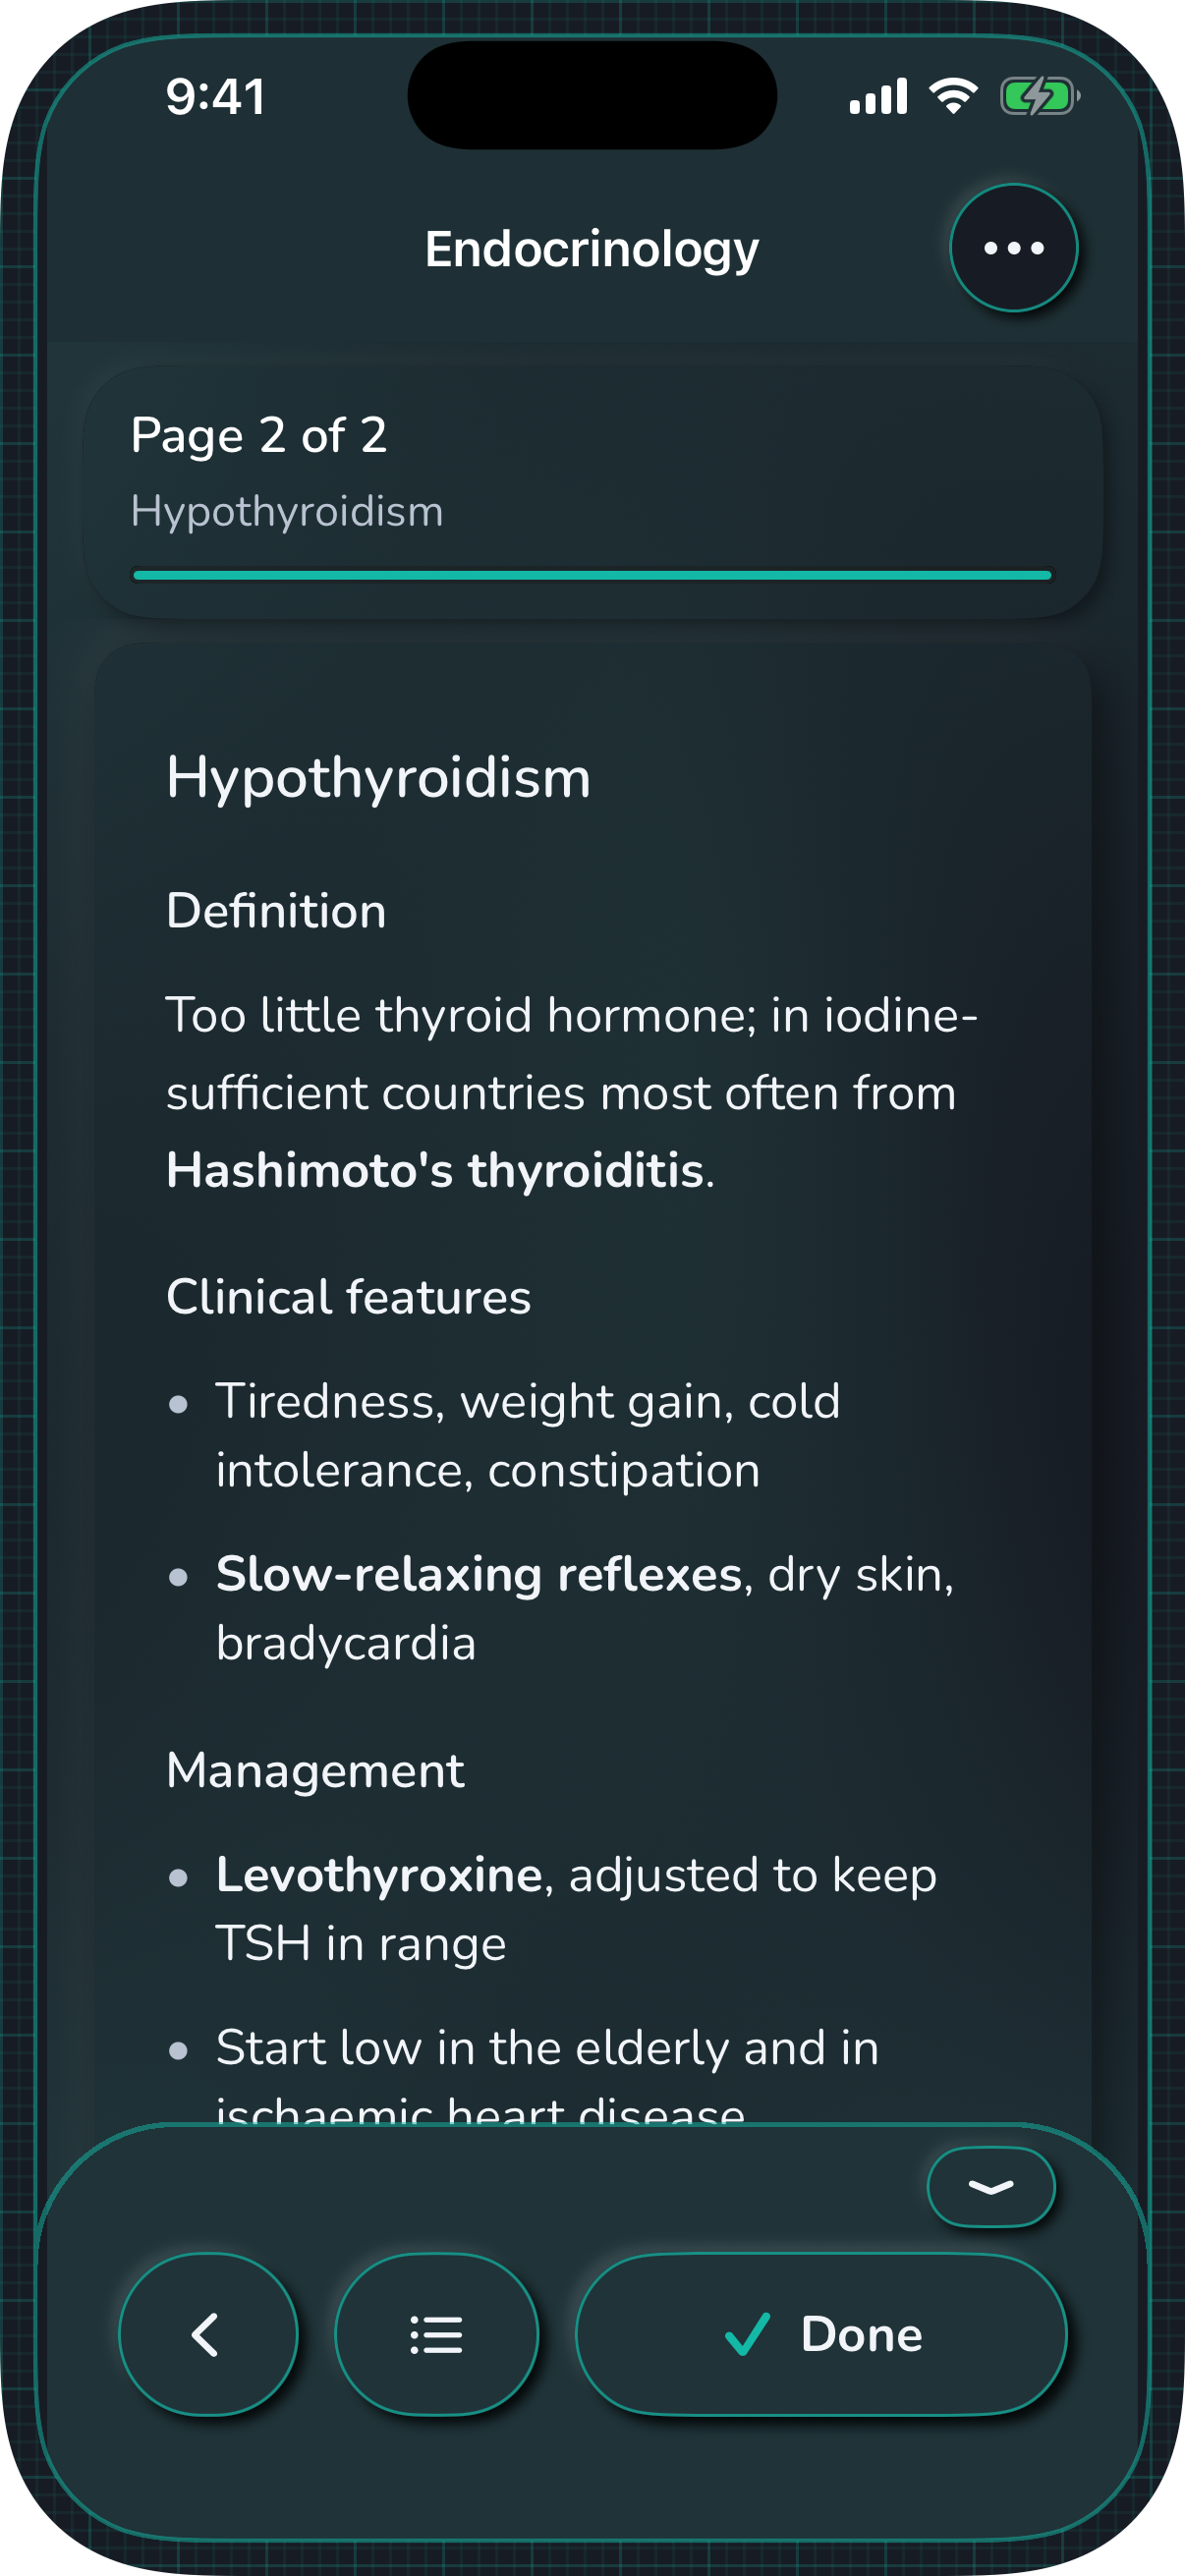 9:41
Endocrinology
Page 2 of 2
Hypothyroidism
Hypothyroidism
Definition
Too little thyroid hormone; in iodine-
sufficient countries most often from
Hashimoto's thyroiditis.
Clinical features
Tiredness, weight gain, cold
intolerance, constipation
Slow-relaxing reflexes, dry skin,
bradycardia
Management
Levothyroxine, adjusted to keep
TSH in range
Start low in the elderly and in
ischaemic heart disease
Done